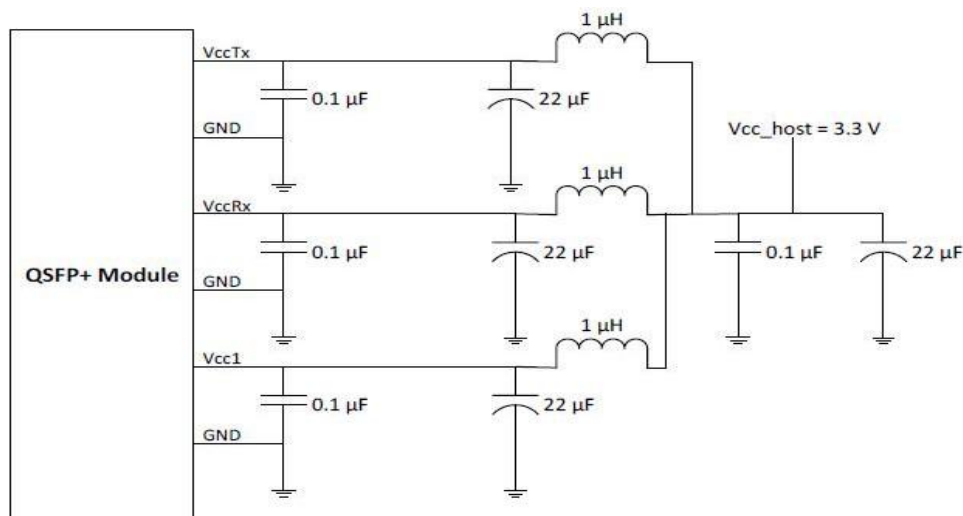 1 µH
VccTx
0.1 µF
22 µF
GND
Vcc_host = 3.3 V
1 µH
VccRx
0.1 µF
22 µF
0.1 µF
22 µF
QSFP+ Module
GND
1 µH
Vcc1
0.1 µF
22 µF
GND